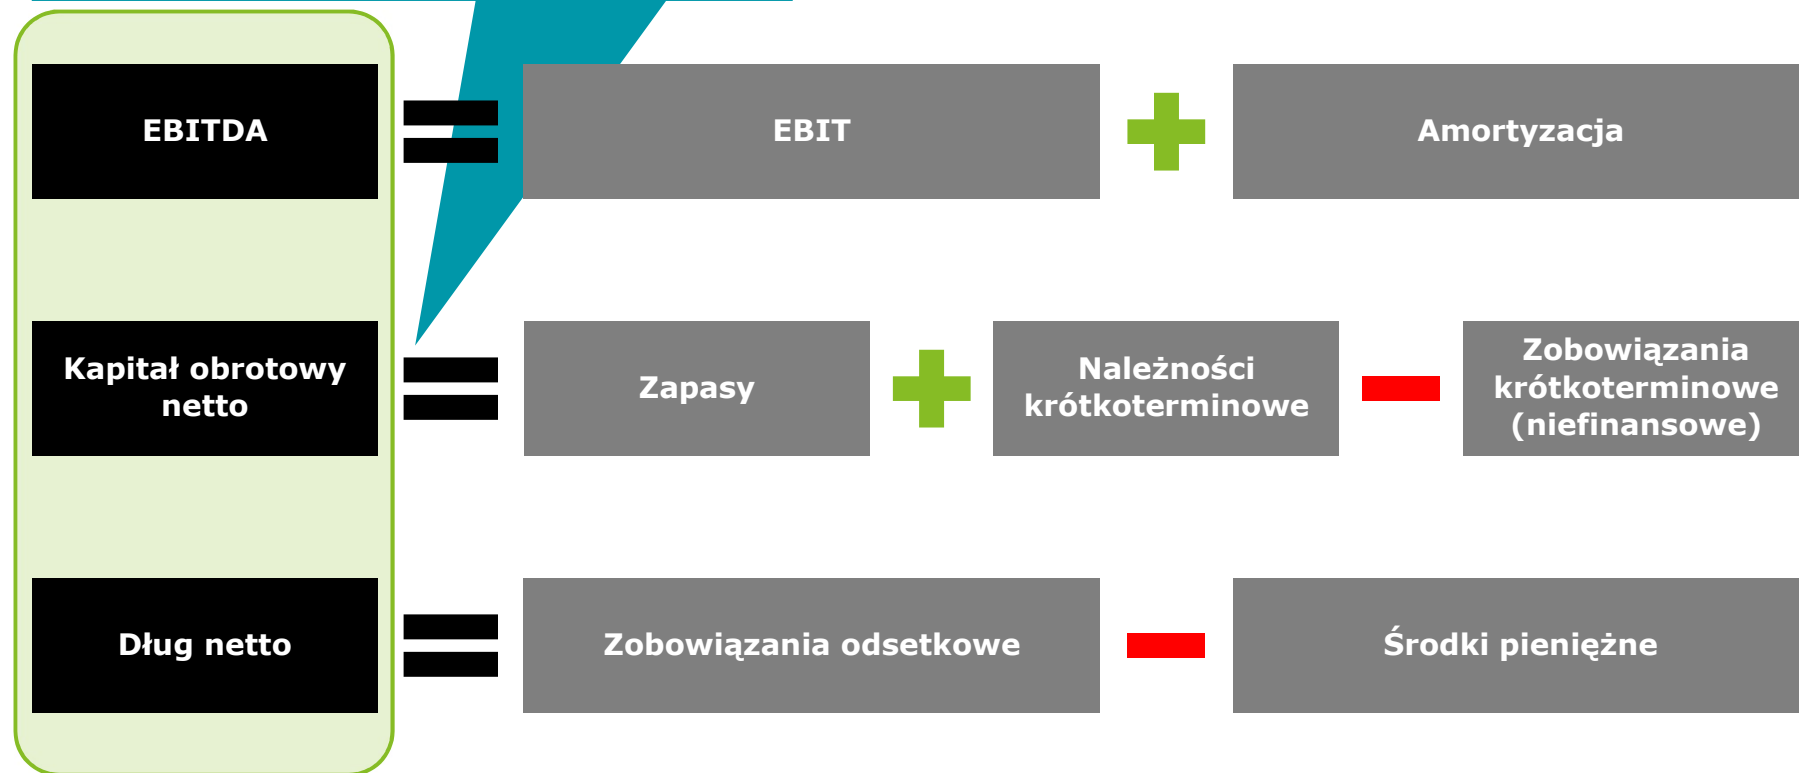 EBITDA
EBIT
Amortyzacja
Kapitał obrotowy
netto
Zapasy
Należności
krótkoterminowe
Zobowiązania
krótkoterminowe
(niefinansowe)
Dług netto
Zobowiązania odsetkowe
Środki pieniężne